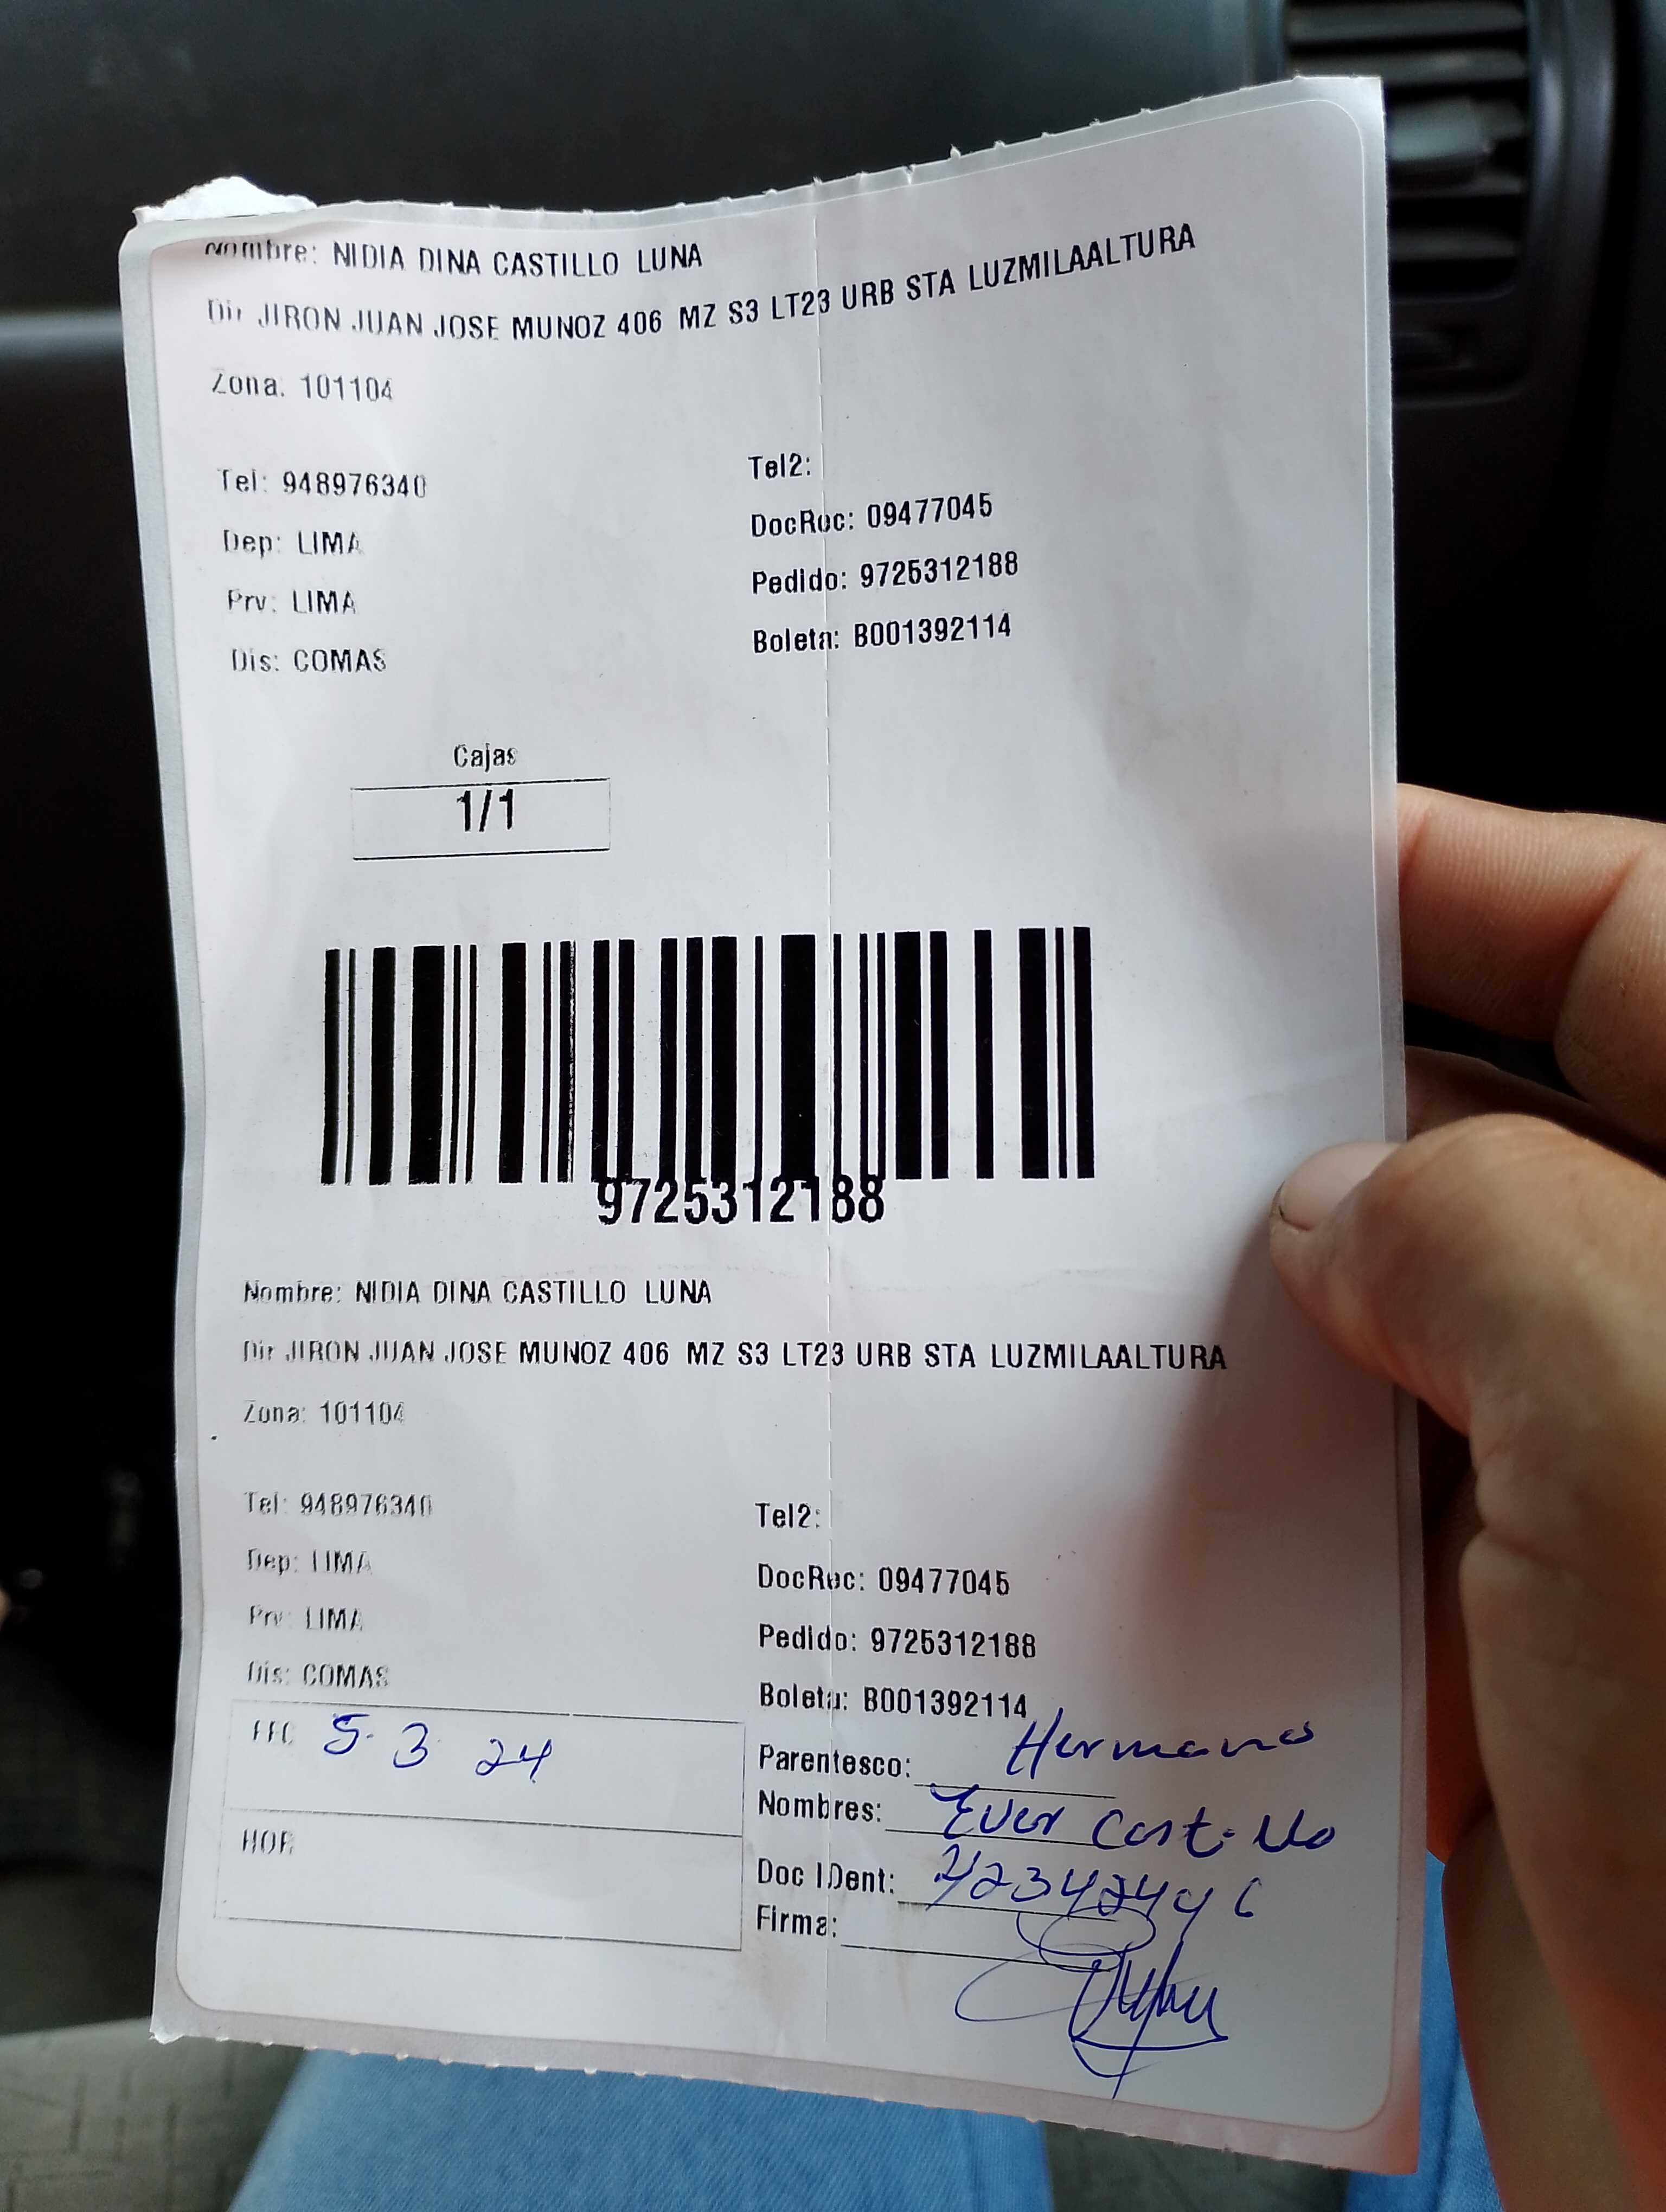 Nombre: NIDIA DINA CASTILLO LUNA
Dir JIRON JUAN JOSE MUNOZ 406 MZ S3 LT23 URB STA LUZMILAALTURA
Zona: 101104
Tel: 948976340 Tel2:
DocRec: 09477045
Dep: LIMA
Pedido: 9725312188
Prv: LIMA
Boleta: B001392114
Dis: COMAS
Cajas
1/1
9725312188
Nombre: NIDIA DINA CASTILLO LUNA
Dir JIRON JUAN JOSE MUNOZ 406 MZ S3 LT23 URB STA LUZMILAALTURA
Zona: 101104
Tel: 948976340 Tel2:
Dep: LIMA DocRec: 09477045
Prv: LIMA Pedido: 9725312188
Dis: COMAS Boleta: B001392114
5-3 24
Parentesco: Hermano
Nombres: Ever Castillo
HOR
Doc IDent: 42342446
Firma: